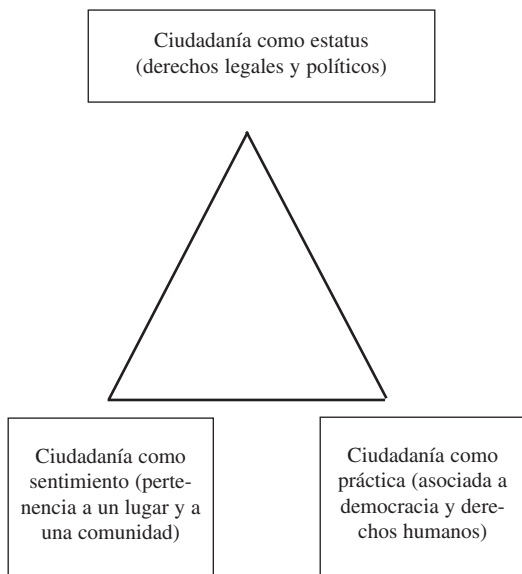 Ciudadanía como estatus
(derechos legales y políticos)
Ciudadanía como
sentimiento (perte-
nencia a un lugar y a
una comunidad)
Ciudadanía como
práctica (asociada a
democracia y dere-
chos humanos)